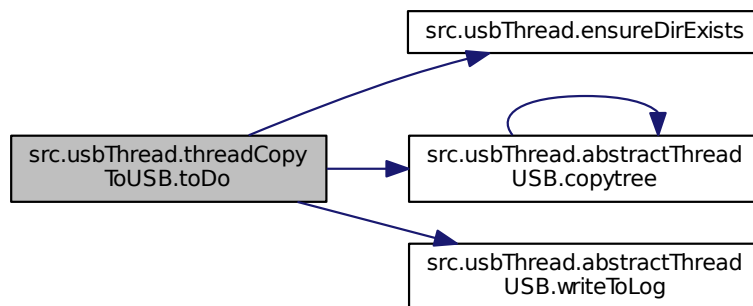 src.usbThread.ensureDirExists
src.usbThread.threadCopy
ToUSB.toDo
src.usbThread.abstractThread
USB.copytree
src.usbThread.abstractThread
USB.writeToLog